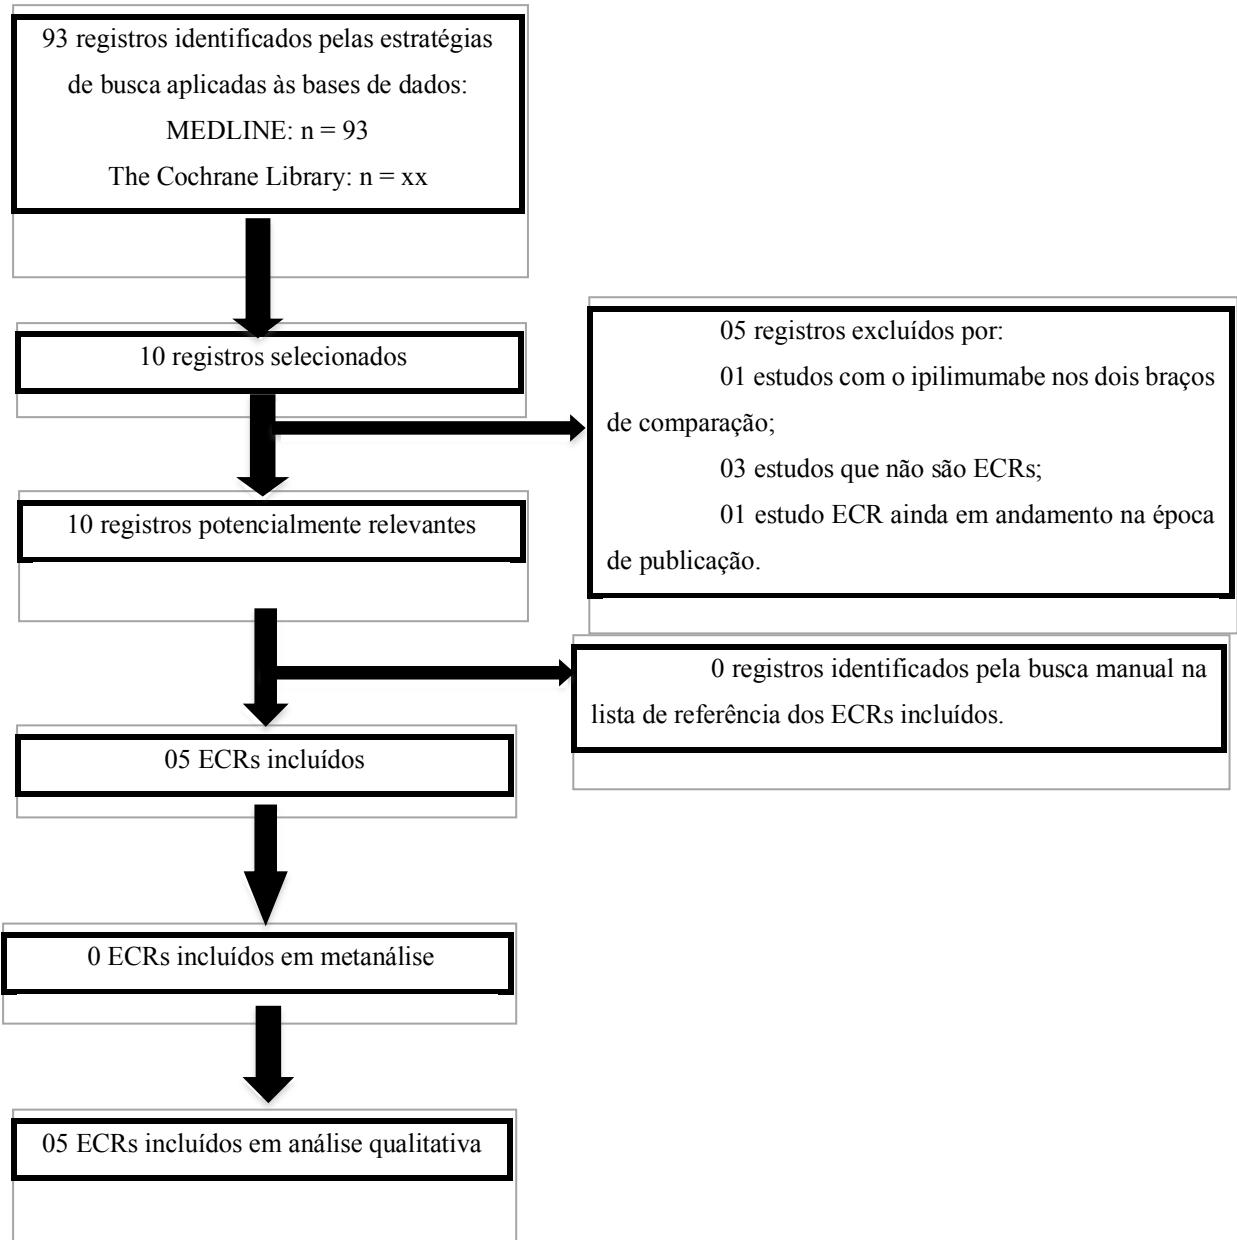 93 registros identificados pelas estratégias
de busca aplicadas às bases de dados:
MEDLINE: n = 93
The Cochrane Library: n = xx
10 registros selecionados
05 registros excluídos por:
01 estudos com o ipilimumabe nos dois braços
de comparação;
03 estudos que não são ECRs;
01 estudo ECR ainda em andamento na época
de publicação.
10 registros potencialmente relevantes
0 registros identificados pela busca manual na
lista de referência dos ECRs incluídos.
05 ECRs incluídos
0 ECRs incluídos em metanálise
05 ECRs incluídos em análise qualitativa